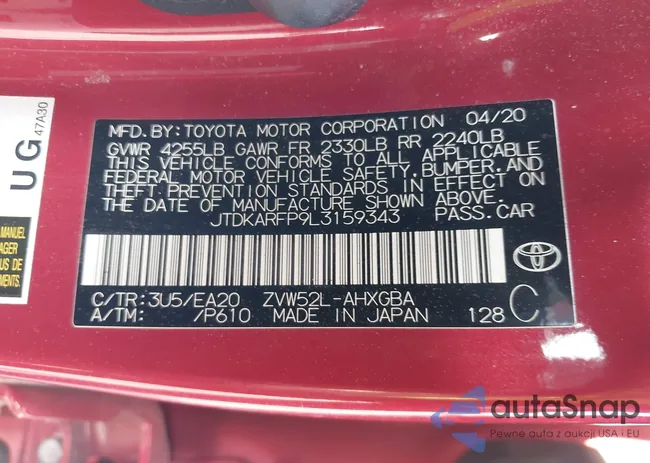 MFD. BY: TOYOTA MOTOR CORPORATION 04/20
GVWR 4255LB GAWR FR 2330LB RR 2240LB
THIS VEHICLE CONFORMS TO ALL APPLICABLE
FEDERAL MOTOR VEHICLE SAFETY, BUMPER, AND
THEFT PREVENTION STANDARDS IN EFFECT ON
THE DATE OF MANUFACTURE SHOWN ABOVE.
JTDKARFP9L3159343 PASS. CAR
C/TR: 3U5/EA20 ZVW52L-AHXGBA
A/TM: /P610 MADE IN JAPAN 128 C
UG
47A30
MANUEL
AGER
US DE
MENTS.
autoSnap
Pewne auta z aukcji USA i EU